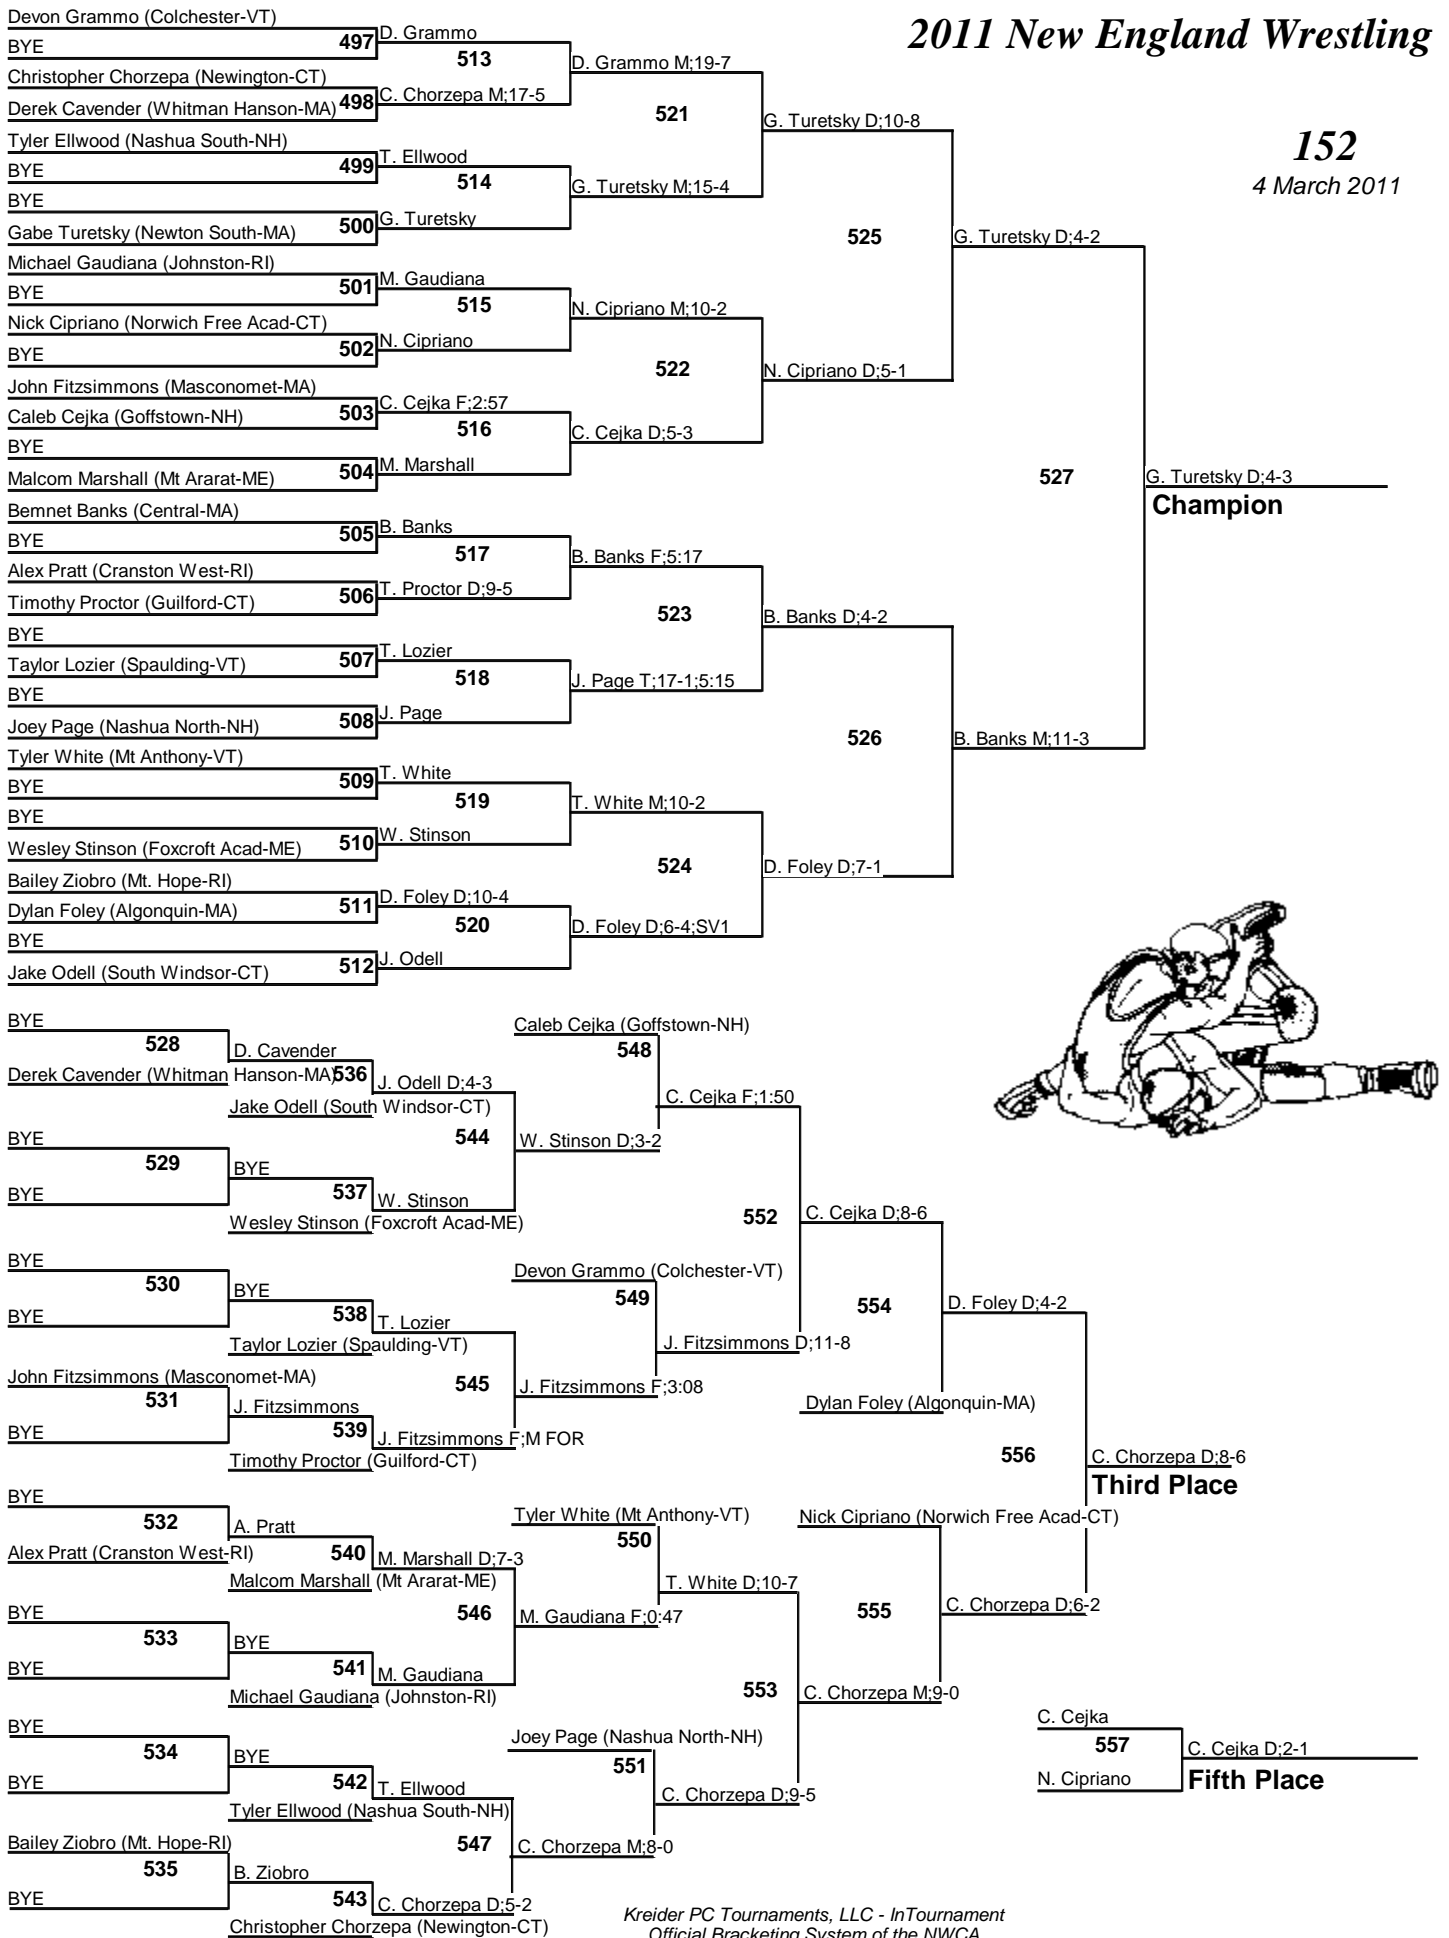 2011 New England Wrestling
152
4 March 2011
Devon Grammo (Colchester-VT)
BYE
497
D. Grammo
513
Christopher Chorzepa (Newington-CT)
Derek Cavender (Whitman Hanson-MA)
498
C. Chorzepa M;17-5
D. Grammo M;19-7
521
Tyler Ellwood (Nashua South-NH)
BYE
499
T. Ellwood
514
BYE
Gabe Turetsky (Newton South-MA)
500
G. Turetsky
G. Turetsky M;15-4
G. Turetsky D;10-8
525
Michael Gaudiana (Johnston-RI)
BYE
501
M. Gaudiana
515
Nick Cipriano (Norwich Free Acad-CT)
BYE
502
N. Cipriano
N. Cipriano M;10-2
522
John Fitzsimmons (Masconomet-MA)
Caleb Cejka (Goffstown-NH)
503
C. Cejka F;2:57
516
BYE
Malcom Marshall (Mt Ararat-ME)
504
M. Marshall
C. Cejka D;5-3
N. Cipriano D;5-1
G. Turetsky D;4-2
527
G. Turetsky D;4-3
Champion
Bemnet Banks (Central-MA)
BYE
505
B. Banks
517
Alex Pratt (Cranston West-RI)
Timothy Proctor (Guilford-CT)
506
T. Proctor D;9-5
B. Banks F;5:17
523
BYE
Taylor Lozier (Spaulding-VT)
507
T. Lozier
518
BYE
Joey Page (Nashua North-NH)
508
J. Page
J. Page T;17-1;5:15
B. Banks D;4-2
526
Tyler White (Mt Anthony-VT)
BYE
509
T. White
519
BYE
Wesley Stinson (Foxcroft Acad-ME)
510
W. Stinson
T. White M;10-2
524
Bailey Ziobro (Mt. Hope-RI)
Dylan Foley (Algonquin-MA)
511
D. Foley D;10-4
520
BYE
Jake Odell (South Windsor-CT)
512
J. Odell
D. Foley D;6-4;SV1
D. Foley D;7-1
B. Banks M;11-3
BYE
528
Derek Cavender (Whitman Hanson-MA)
D. Cavender
536
Jake Odell (South Windsor-CT)
J. Odell D;4-3
544
BYE
529
BYE
BYE
537
Wesley Stinson (Foxcroft Acad-ME)
W. Stinson
Caleb Cejka (Goffstown-NH)
548
W. Stinson D;3-2
C. Cejka F;1:50
552
BYE
530
BYE
BYE
538
Taylor Lozier (Spaulding-VT)
T. Lozier
545
John Fitzsimmons (Masconomet-MA)
531
BYE
J. Fitzsimmons
539
Timothy Proctor (Guilford-CT)
J. Fitzsimmons F;M FOR
Devon Grammo (Colchester-VT)
549
J. Fitzsimmons F;3:08
J. Fitzsimmons D;11-8
C. Cejka D;8-6
554
Dylan Foley (Algonquin-MA)
D. Foley D;4-2
556
C. Chorzepa D;8-6
Third Place
BYE
532
Alex Pratt (Cranston West-RI)
A. Pratt
540
Malcom Marshall (Mt Ararat-ME)
M. Marshall D;7-3
546
BYE
533
BYE
BYE
541
Michael Gaudiana (Johnston-RI)
M. Gaudiana
Tyler White (Mt Anthony-VT)
550
M. Gaudiana F;0:47
T. White D;10-7
553
Nick Cipriano (Norwich Free Acad-CT)
555
C. Chorzepa D;6-2
BYE
534
BYE
BYE
542
Tyler Ellwood (Nashua South-NH)
T. Ellwood
547
Bailey Ziobro (Mt. Hope-RI)
535
BYE
B. Ziobro
543
Christopher Chorzepa (Newington-CT)
C. Chorzepa D;5-2
Joey Page (Nashua North-NH)
551
C. Chorzepa M;8-0
C. Chorzepa D;9-5
C. Chorzepa M;9-0
C. Cejka
557
N. Cipriano
C. Cejka D;2-1
Fifth Place
Kreider PC Tournaments, LLC - InTournament
Official Bracketing System of the NWCA